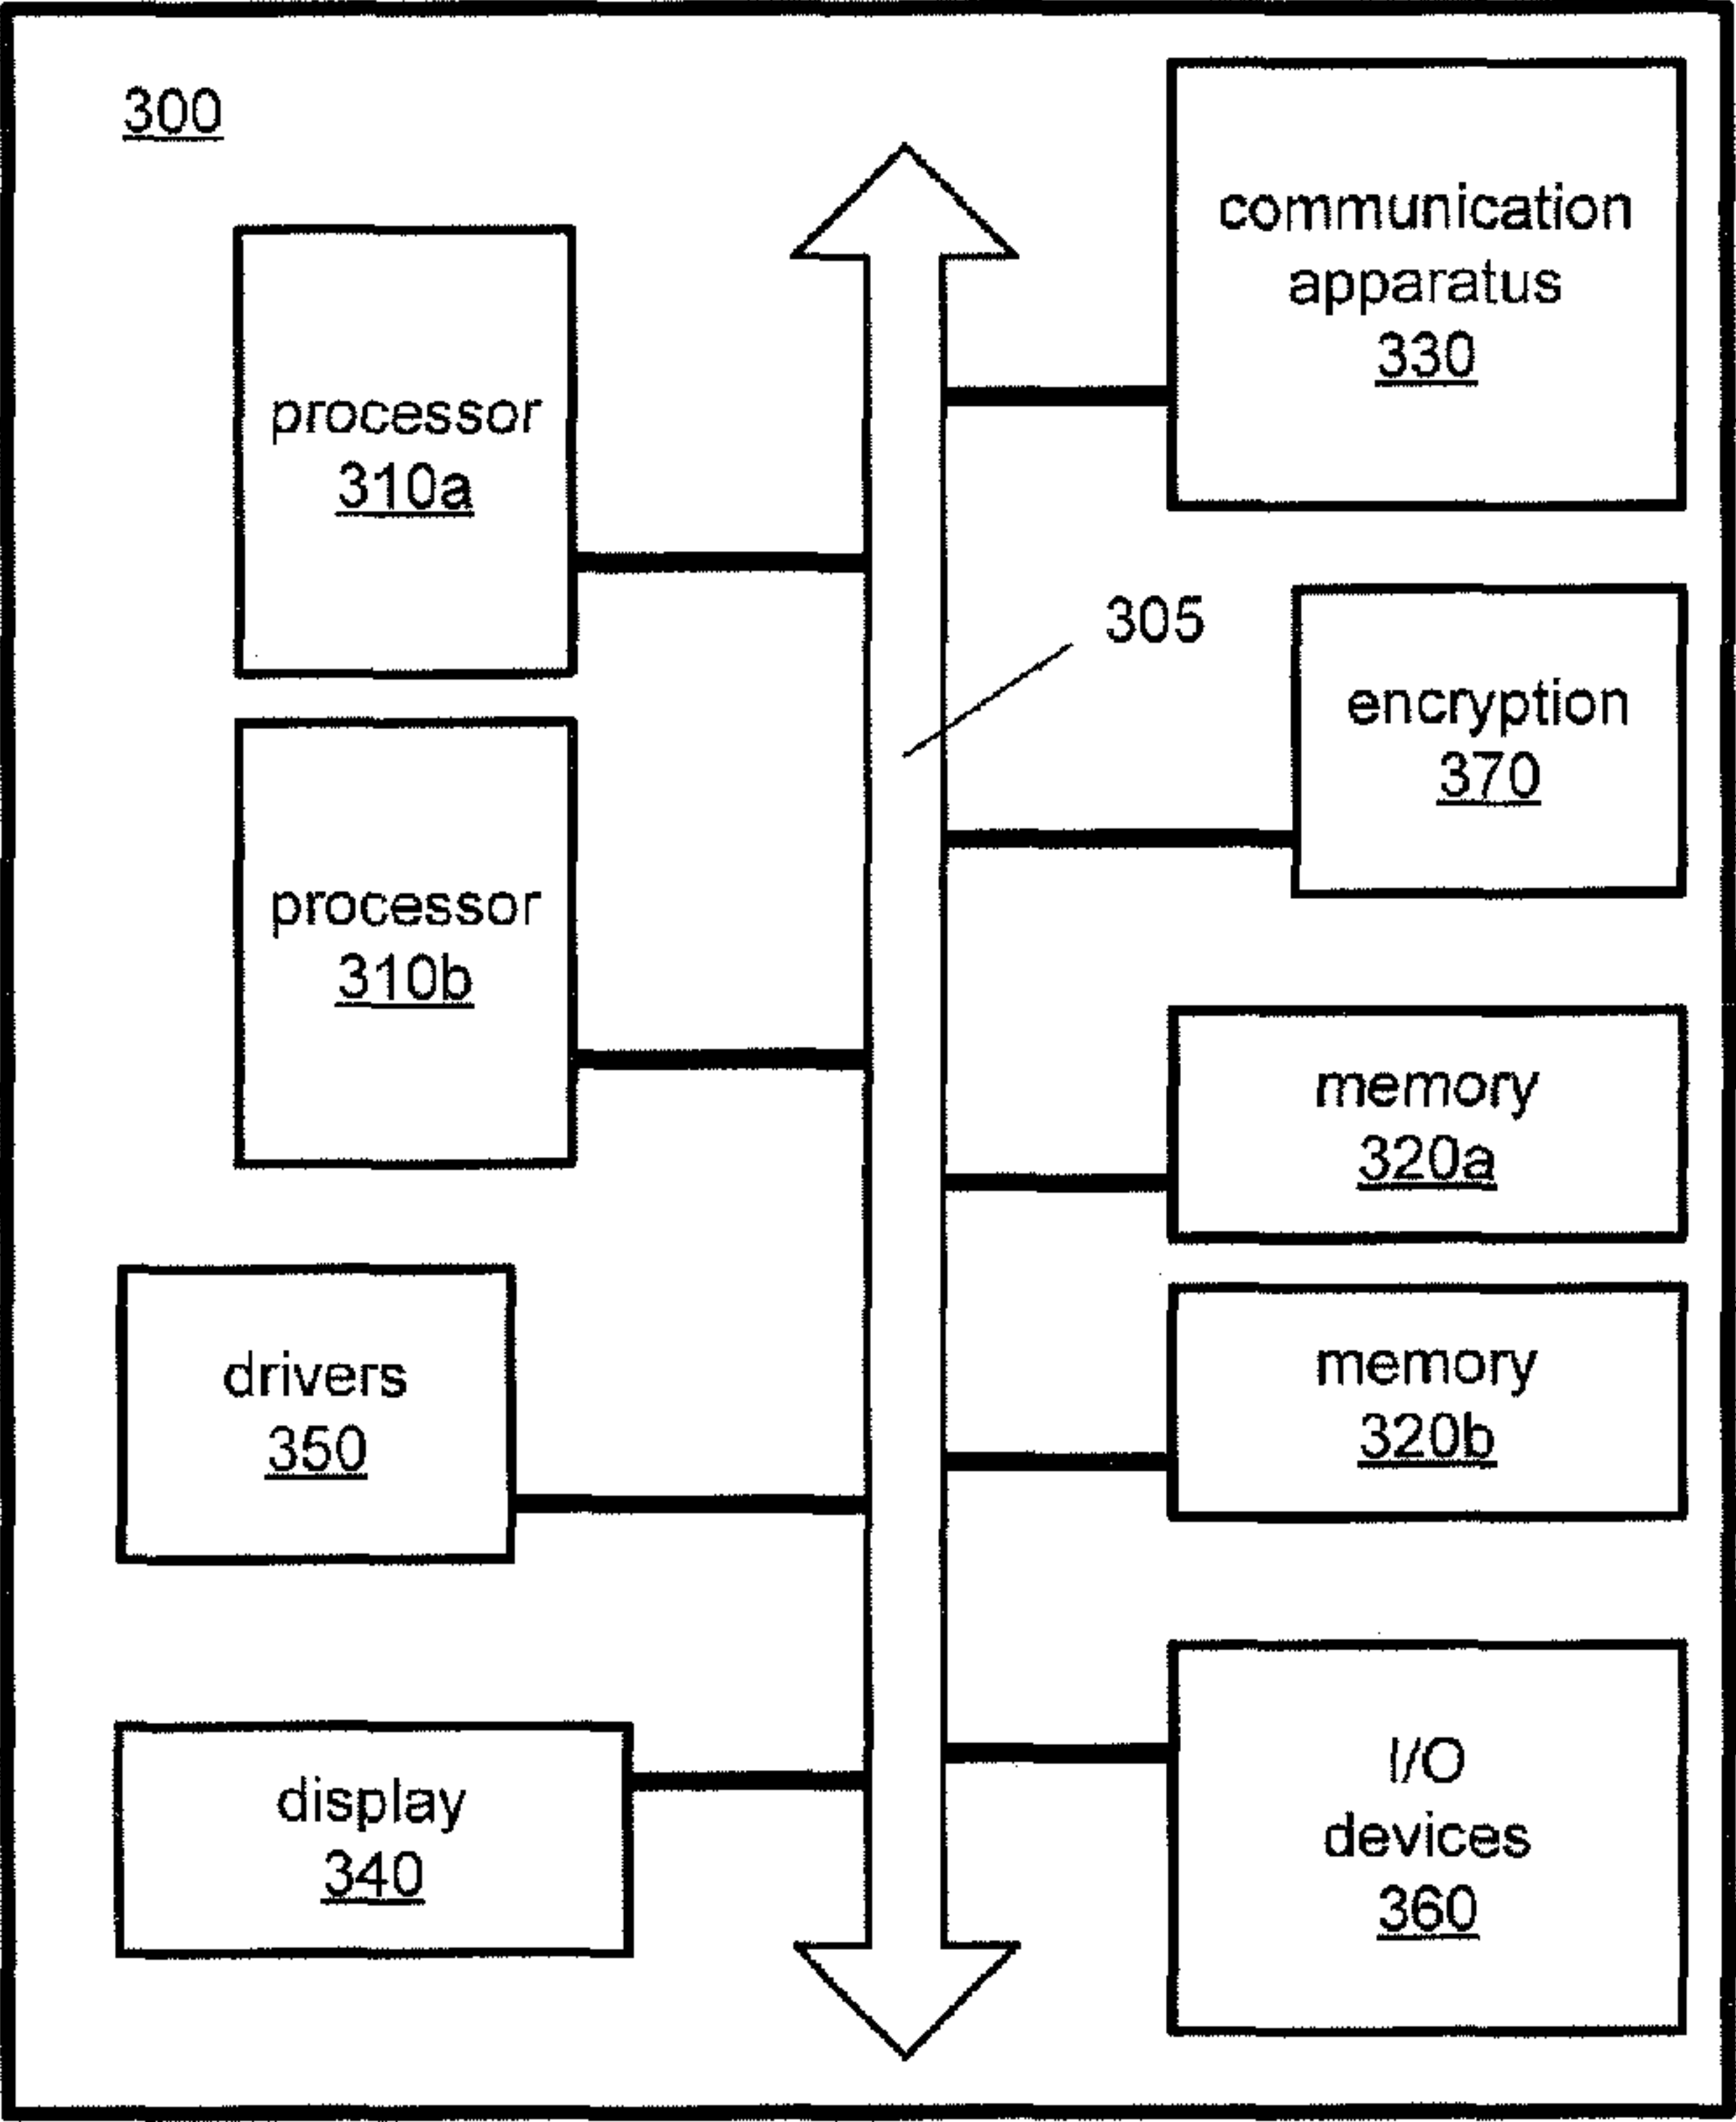 300
processor
310a
processor
310b
drivers
350
display
340
305
communication
apparatus
330
encryption
370
memory
320a
memory
320b
I/O
devices
360